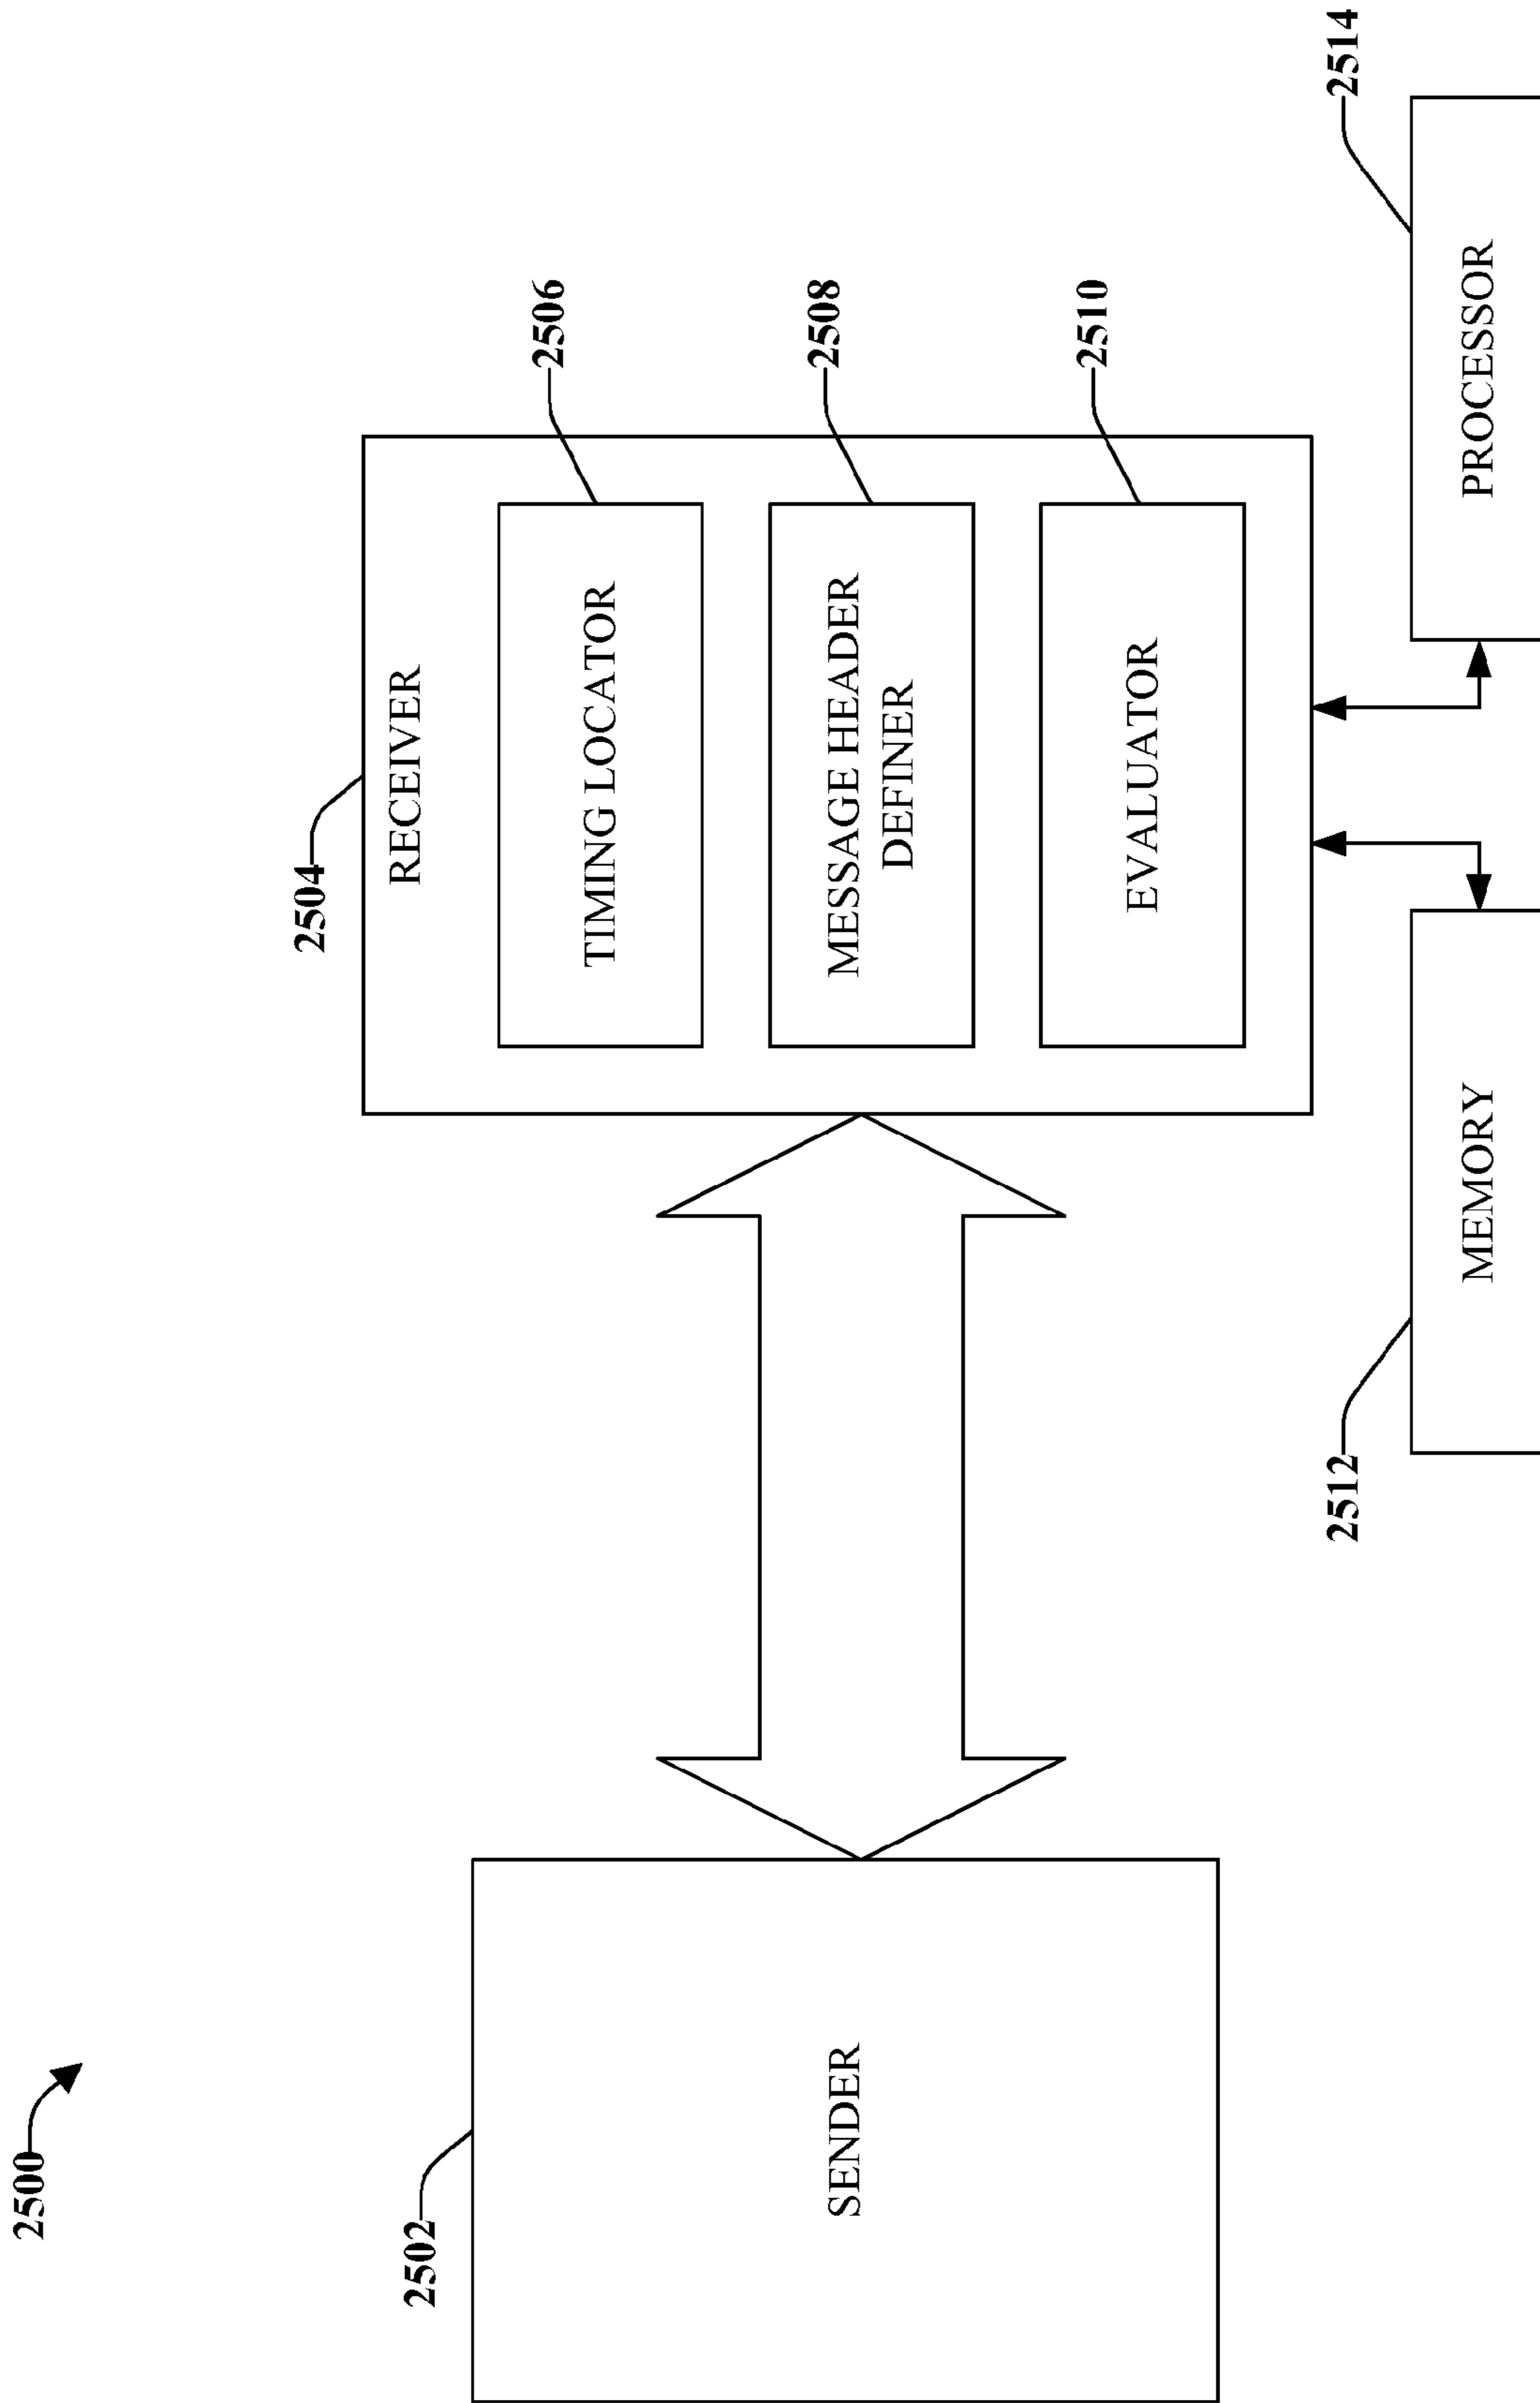 2500
2502
SENDER
2504
RECEIVER
TIMING LOCATOR
2506
MESSAGE HEADER
DEFINER
2508
EVALUATOR
2510
2512
MEMORY
2514
PROCESSOR